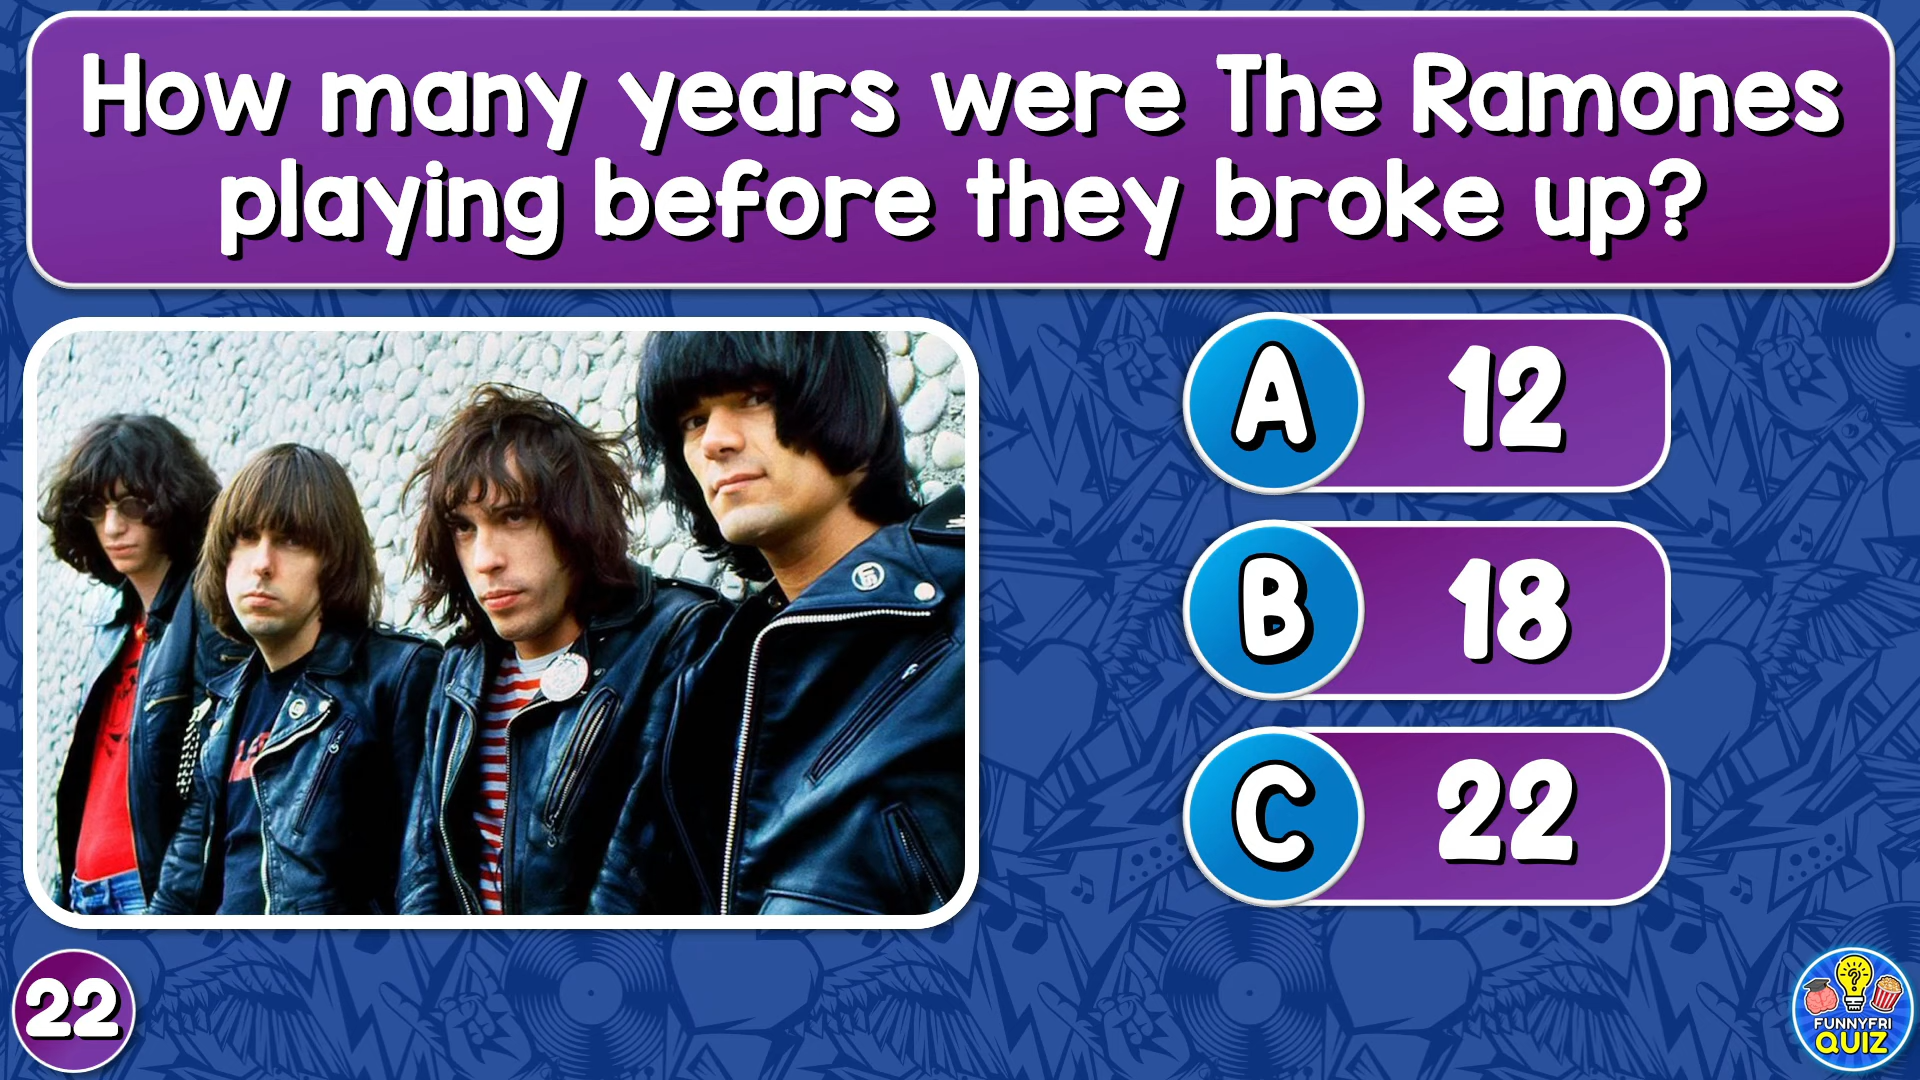 How many years were The Ramones
playing before they broke up?
A 12
B 18
C 22
22
FUNNYFRI
QUIZ